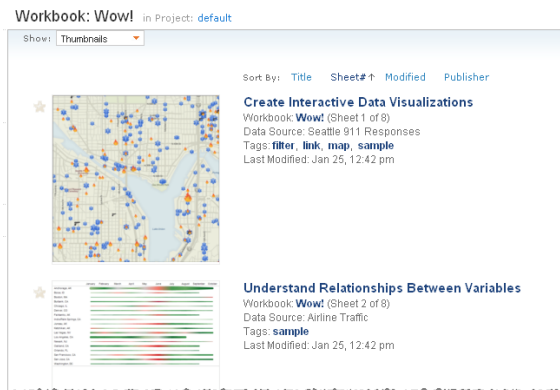 Workbook: Wow! in Project: default
Show: Thumbnails
Sort By: Title Sheet#↑ Modified Publisher
Create Interactive Data Visualizations
Workbook: Wow! (Sheet 1 of 8)
Data Source: Seattle 911 Responses
Tags: filter, link, map, sample
Last Modified: Jan 25, 12:42 pm
Understand Relationships Between Variables
Workbook: Wow! (Sheet 2 of 8)
Data Source: Airline Traffic
Tags: sample
Last Modified: Jan 25, 12:42 pm